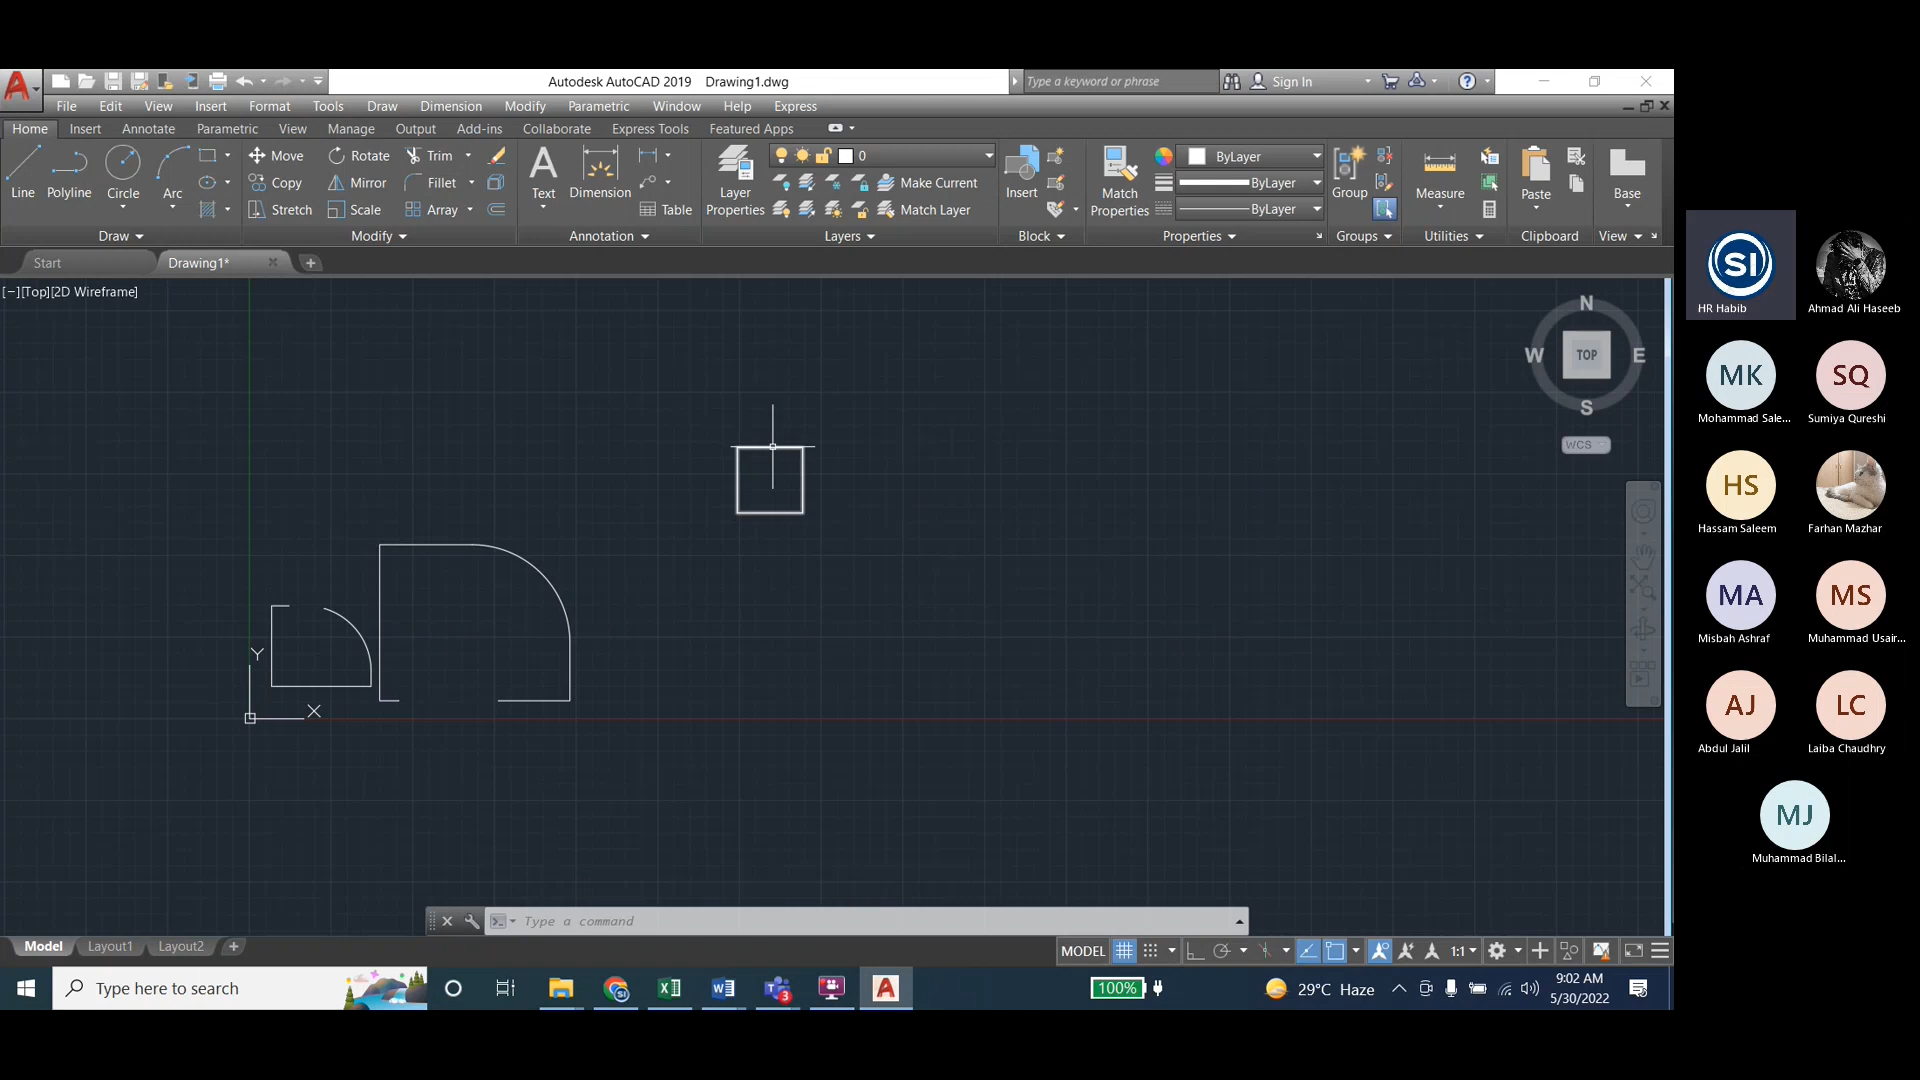 Autodesk AutoCAD 2019 Drawing1.dwg
Type a keyword or phrase
Sign In
File Edit View Insert Format Tools Draw Dimension Modify Parametric Window Help Express
Home Insert Annotate Parametric View Manage Output Add-ins Collaborate Express Tools Featured Apps
Line Polyline Circle Arc
Move Rotate Trim
Copy Mirror Fillet
Stretch Scale Array
Text Dimension Table
Layer Properties
0
Make Current
Match Layer
Insert
Match Properties
ByLayer
ByLayer
ByLayer
Group
Measure
Paste
Base
Draw Modify Annotation Layers Block Properties Groups Utilities Clipboard View
Start Drawing1*
[−][Top][2D Wireframe]
N
W TOP E
S
WCS
Y
X
Type a command
Model Layout1 Layout2
MODEL 1:1
Type here to search
3
100%
29°C Haze
9:02 AM
5/30/2022
SI
HR Habib
Ahmad Ali Haseeb
MK
Mohammad Sale...
SQ
Sumiya Qureshi
HS
Hassam Saleem
Farhan Mazhar
MA
Misbah Ashraf
MS
Muhammad Usair...
AJ
Abdul Jalil
LC
Laiba Chaudhry
MJ
Muhammad Bilal...